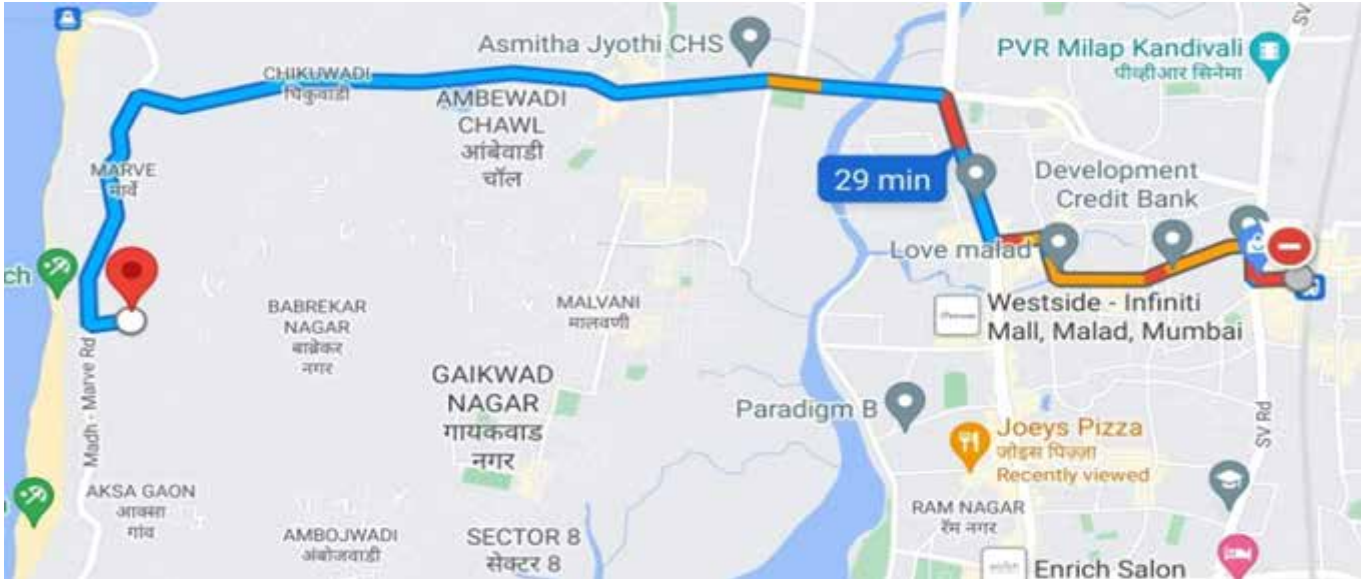 Asmitha Jyothi CHS
PVR Milap Kandivali
पीव्हीआर सिनेमा
SV
CHIKUWADI
चिकुवाडी
AMBEWADI
CHAWL
आंबेवाडी
चॉल
MARVE
मार्वे
29 min
Development
Credit Bank
Love malad
ch
BABREKAR
NAGAR
बाब्रेकर
नगर
MALVANI
मालवणी
Westside - Infiniti
Mall, Malad, Mumbai
Madh - Marve Rd
GAIKWAD
NAGAR
गायकवाड
नगर
Paradigm B
Joeys Pizza
जोइस पिज़्ज़ा
Recently viewed
SV Rd
AKSA GAON
आक्सा
गांव
AMBOJWADI
अंबोजवाडी
SECTOR 8
सेक्टर 8
RAM NAGAR
रॅम नगर
Enrich Salon